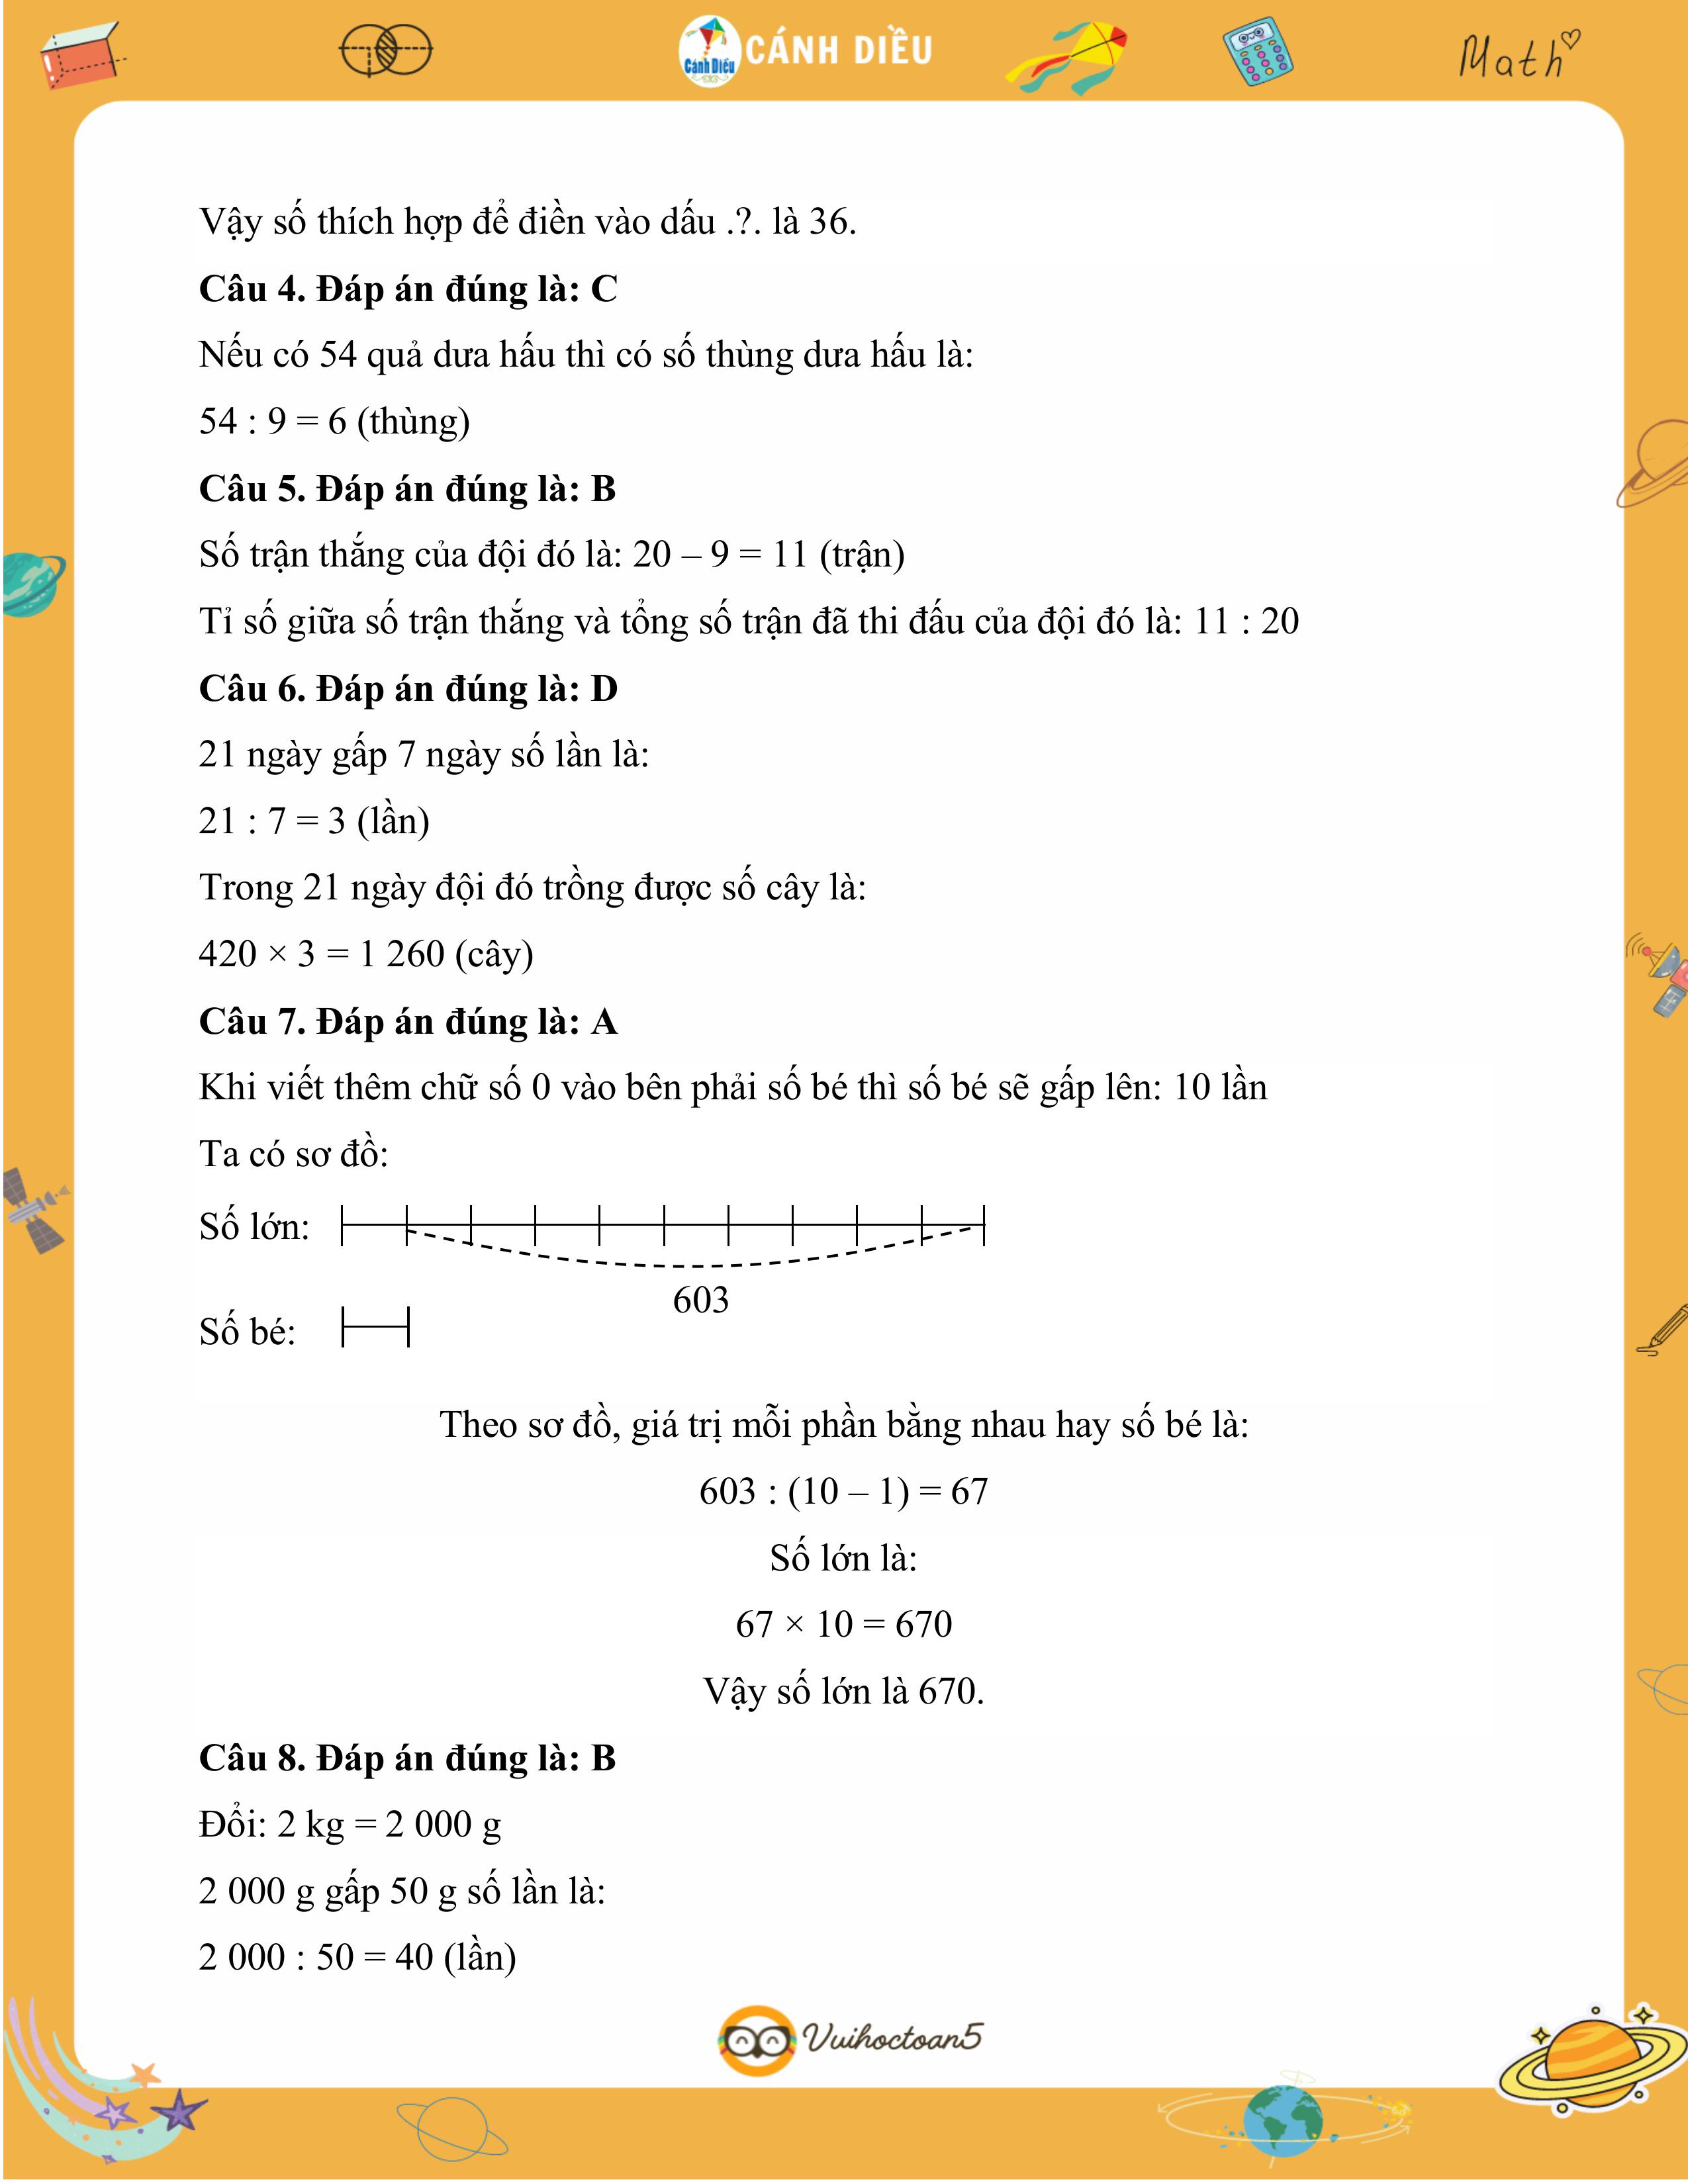 Cánh Diều CÁNH DIỀU
Math
Vậy số thích hợp để điền vào dấu .?. là 36.
Câu 4. Đáp án đúng là: C
Nếu có 54 quả dưa hấu thì có số thùng dưa hấu là:
54 : 9 = 6 (thùng)
Câu 5. Đáp án đúng là: B
Số trận thắng của đội đó là: 20 – 9 = 11 (trận)
Tỉ số giữa số trận thắng và tổng số trận đã thi đấu của đội đó là: 11 : 20
Câu 6. Đáp án đúng là: D
21 ngày gấp 7 ngày số lần là:
21 : 7 = 3 (lần)
Trong 21 ngày đội đó trồng được số cây là:
420 × 3 = 1 260 (cây)
Câu 7. Đáp án đúng là: A
Khi viết thêm chữ số 0 vào bên phải số bé thì số bé sẽ gấp lên: 10 lần
Ta có sơ đồ:
Số lớn:
603
Số bé:
Theo sơ đồ, giá trị mỗi phần bằng nhau hay số bé là:
603 : (10 – 1) = 67
Số lớn là:
67 × 10 = 670
Vậy số lớn là 670.
Câu 8. Đáp án đúng là: B
Đổi: 2 kg = 2 000 g
2 000 g gấp 50 g số lần là:
2 000 : 50 = 40 (lần)
Vuihoctoan5